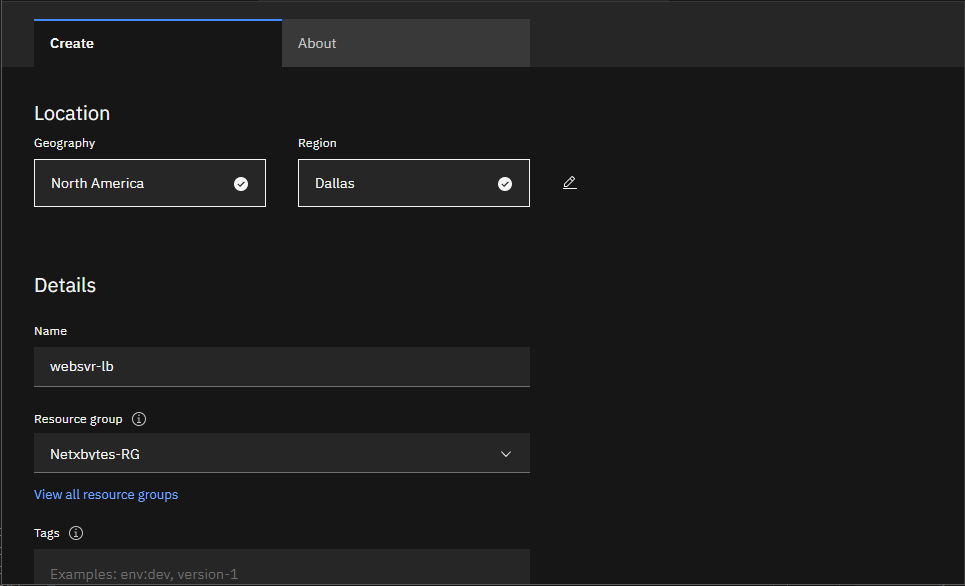 Create About
Location
Geography Region
North America Dallas
Details
Name
websvr-lb
Resource group
Netxbytes-RG
View all resource groups
Tags
Examples: env:dev, version-1